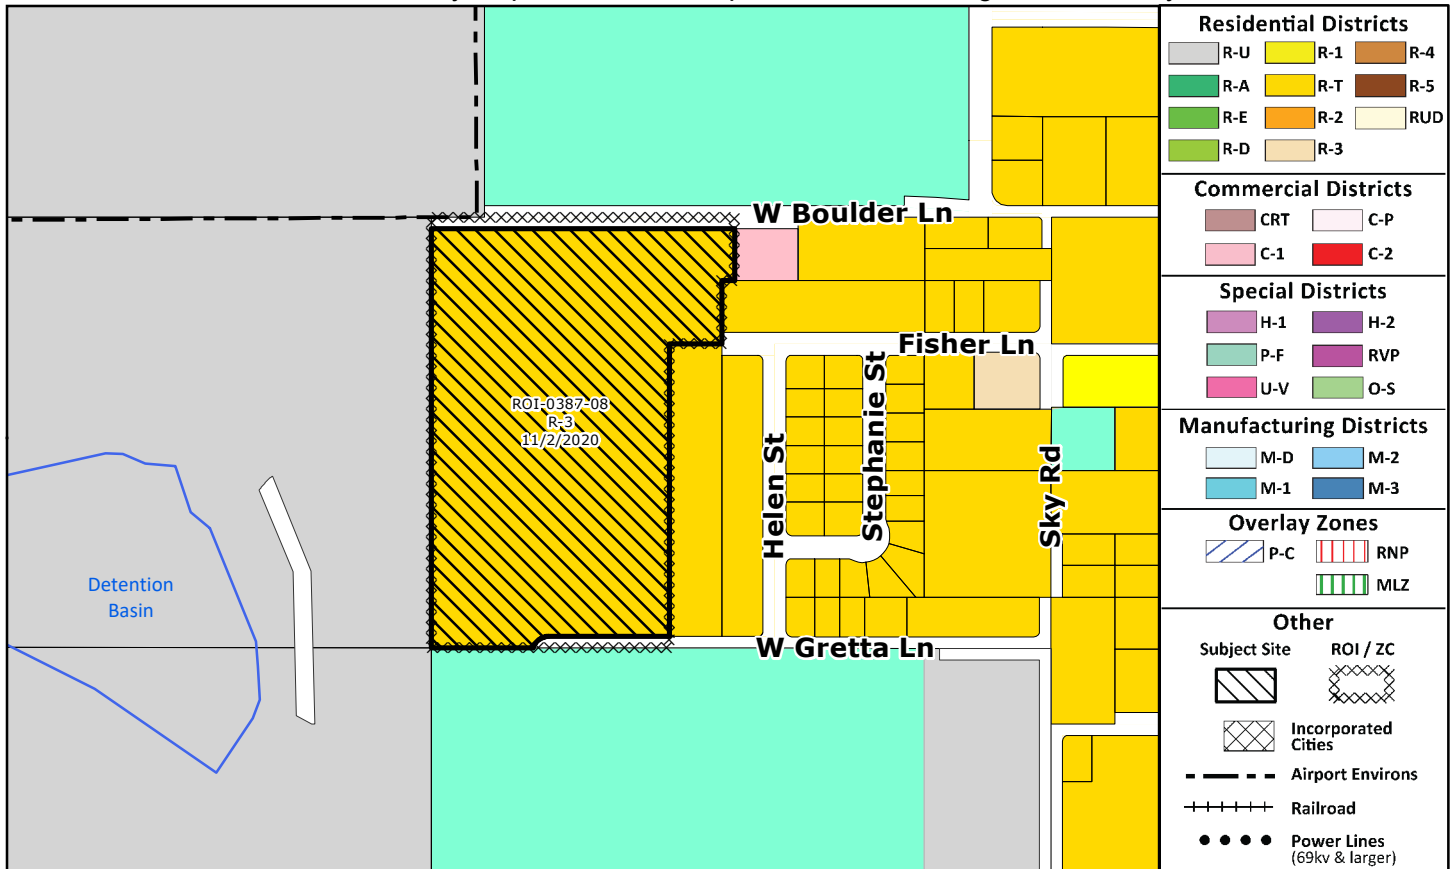 W Boulder Ln
Fisher Ln
Stephanie St
Helen St
Sky Rd
W Gretta Ln
ROI-0387-08
R-3
11/2/2020
Detention
Basin
Residential Districts
R-U R-1 R-4
R-A R-T R-5
R-E R-2 RUD
R-D R-3
Commercial Districts
CRT C-P
C-1 C-2
Special Districts
H-1 H-2
P-F RVP
U-V O-S
Manufacturing Districts
M-D M-2
M-1 M-3
Overlay Zones
P-C RNP
MLZ
Other
Subject Site ROI / ZC
Incorporated
Cities
Airport Environs
Railroad
Power Lines
(69kv & larger)